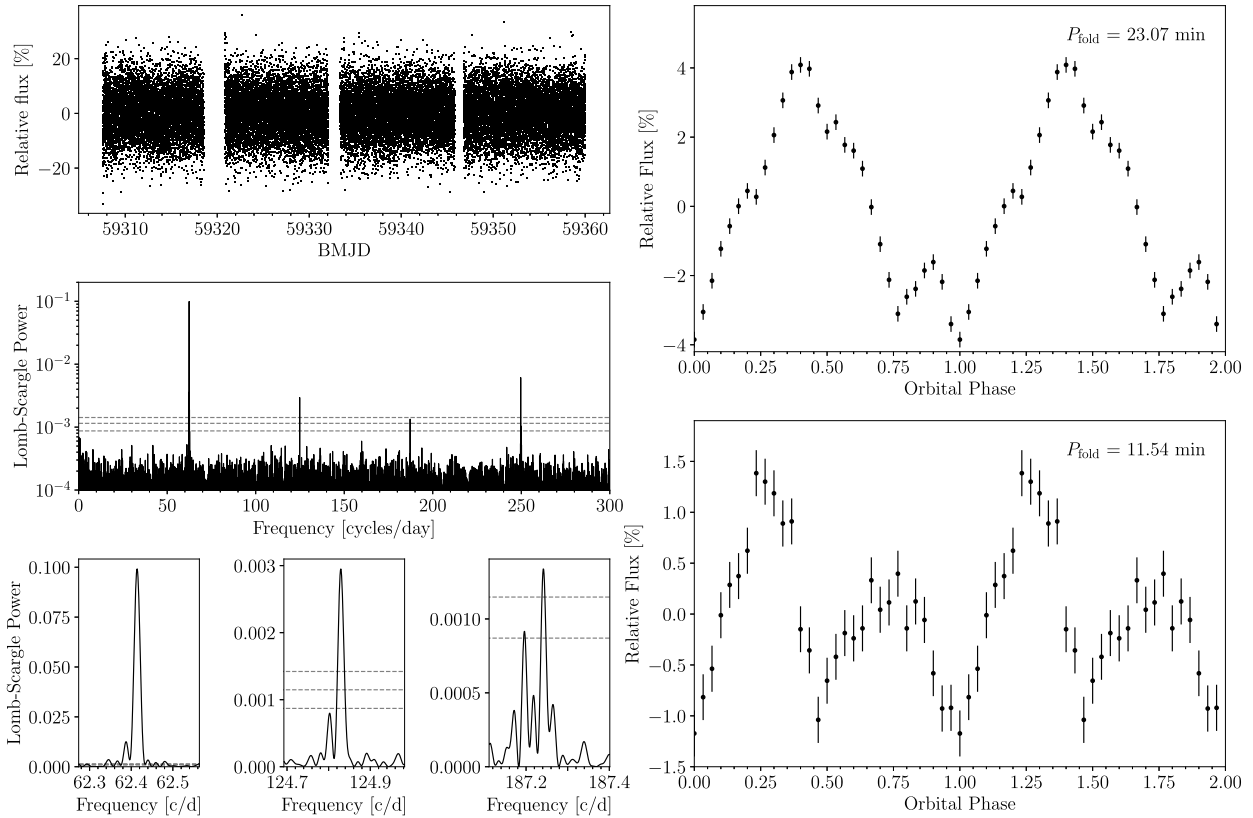 20
0
−20
Relative flux [%]
59310 59320 59330 59340 59350 59360
BMJD
10⁻¹
10⁻²
10⁻³
10⁻⁴
Lomb-Scargle Power
0 50 100 150 200 250 300
Frequency [cycles/day]
0.100
0.075
0.050
0.025
0.000
Lomb-Scargle Power
62.3 62.4 62.5
Frequency [c/d]
0.003
0.002
0.001
0.000
124.7 124.9
Frequency [c/d]
0.0010
0.0005
0.0000
187.2 187.4
Frequency [c/d]
P_fold = 23.07 min
4
2
0
−2
−4
Relative Flux [%]
0.00 0.25 0.50 0.75 1.00 1.25 1.50 1.75 2.00
Orbital Phase
P_fold = 11.54 min
1.5
1.0
0.5
0.0
−0.5
−1.0
−1.5
Relative Flux [%]
0.00 0.25 0.50 0.75 1.00 1.25 1.50 1.75 2.00
Orbital Phase